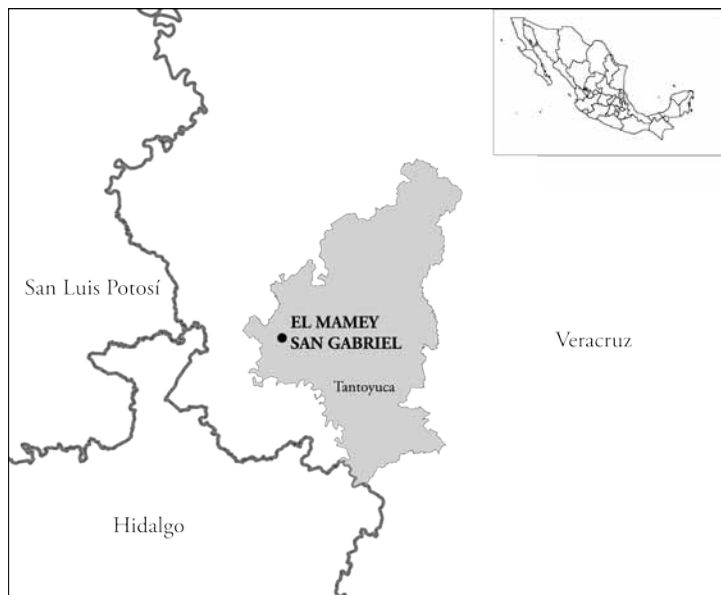 San Luis Potosí
EL MAMEY
SAN GABRIEL
Veracruz
Tantoyuca
Hidalgo